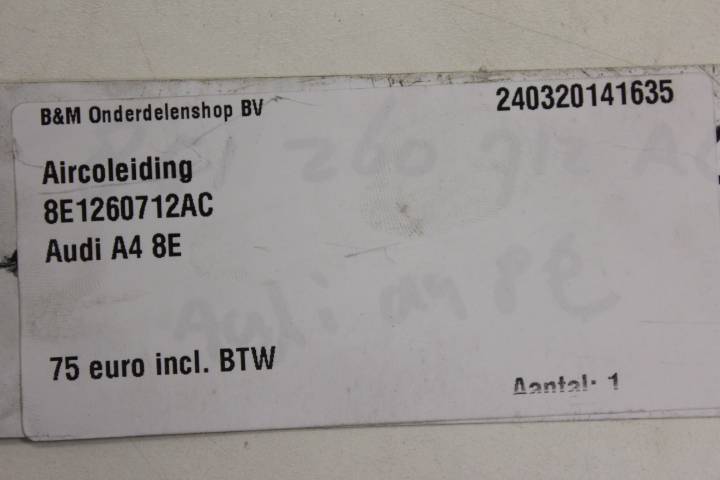 B&M Onderdelenshop BV
240320141635
Aircoleiding
8E1260712AC
Audi A4 8E
75 euro incl. BTW
Aantal: 1